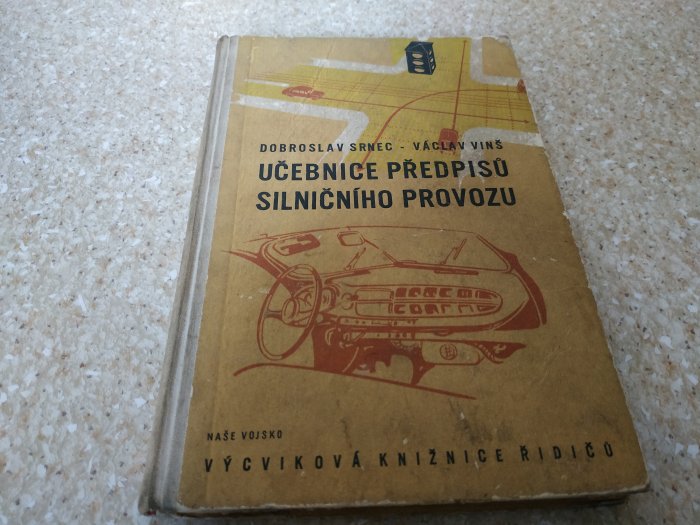 DOBROSLAV SRNEC - VÁCLAV VINŠ
UČEBNICE PŘEDPISŮ
SILNIČNÍHO PROVOZU
NAŠE VOJSKO
VÝCVIKOVÁ KNIŽNICE ŘIDIČŮ